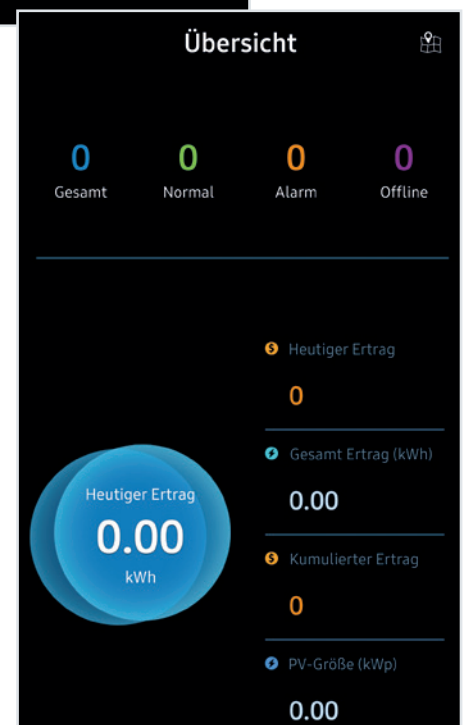 Übersicht
0 0 0 0
Gesamt Normal Alarm Offline
Heutiger Ertrag
0.00
kWh
Heutiger Ertrag
0
Gesamt Ertrag (kWh)
0.00
Kumulierter Ertrag
0
PV-Größe (kWp)
0.00